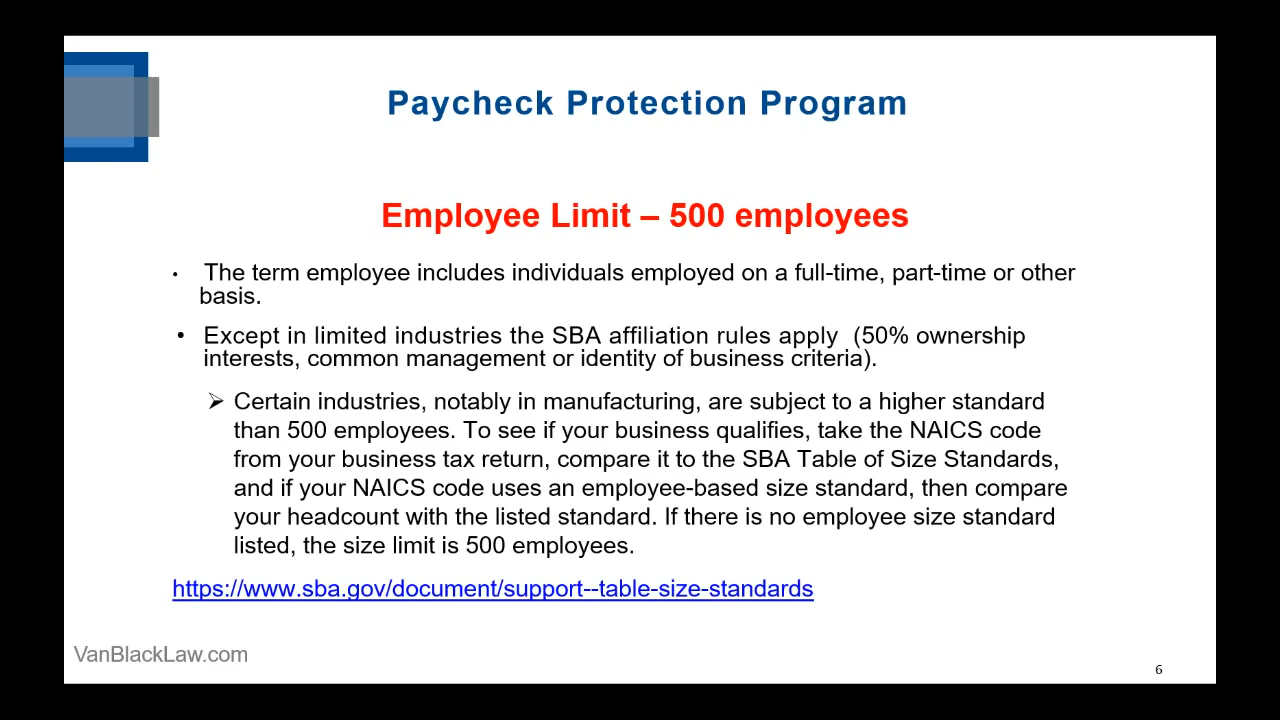 Paycheck Protection Program
Employee Limit – 500 employees
• The term employee includes individuals employed on a full-time, part-time or other
basis.
• Except in limited industries the SBA affiliation rules apply (50% ownership
interests, common management or identity of business criteria).
➢ Certain industries, notably in manufacturing, are subject to a higher standard
than 500 employees. To see if your business qualifies, take the NAICS code
from your business tax return, compare it to the SBA Table of Size Standards,
and if your NAICS code uses an employee-based size standard, then compare
your headcount with the listed standard. If there is no employee size standard
listed, the size limit is 500 employees.
https://www.sba.gov/document/support--table-size-standards
VanBlackLaw.com
6